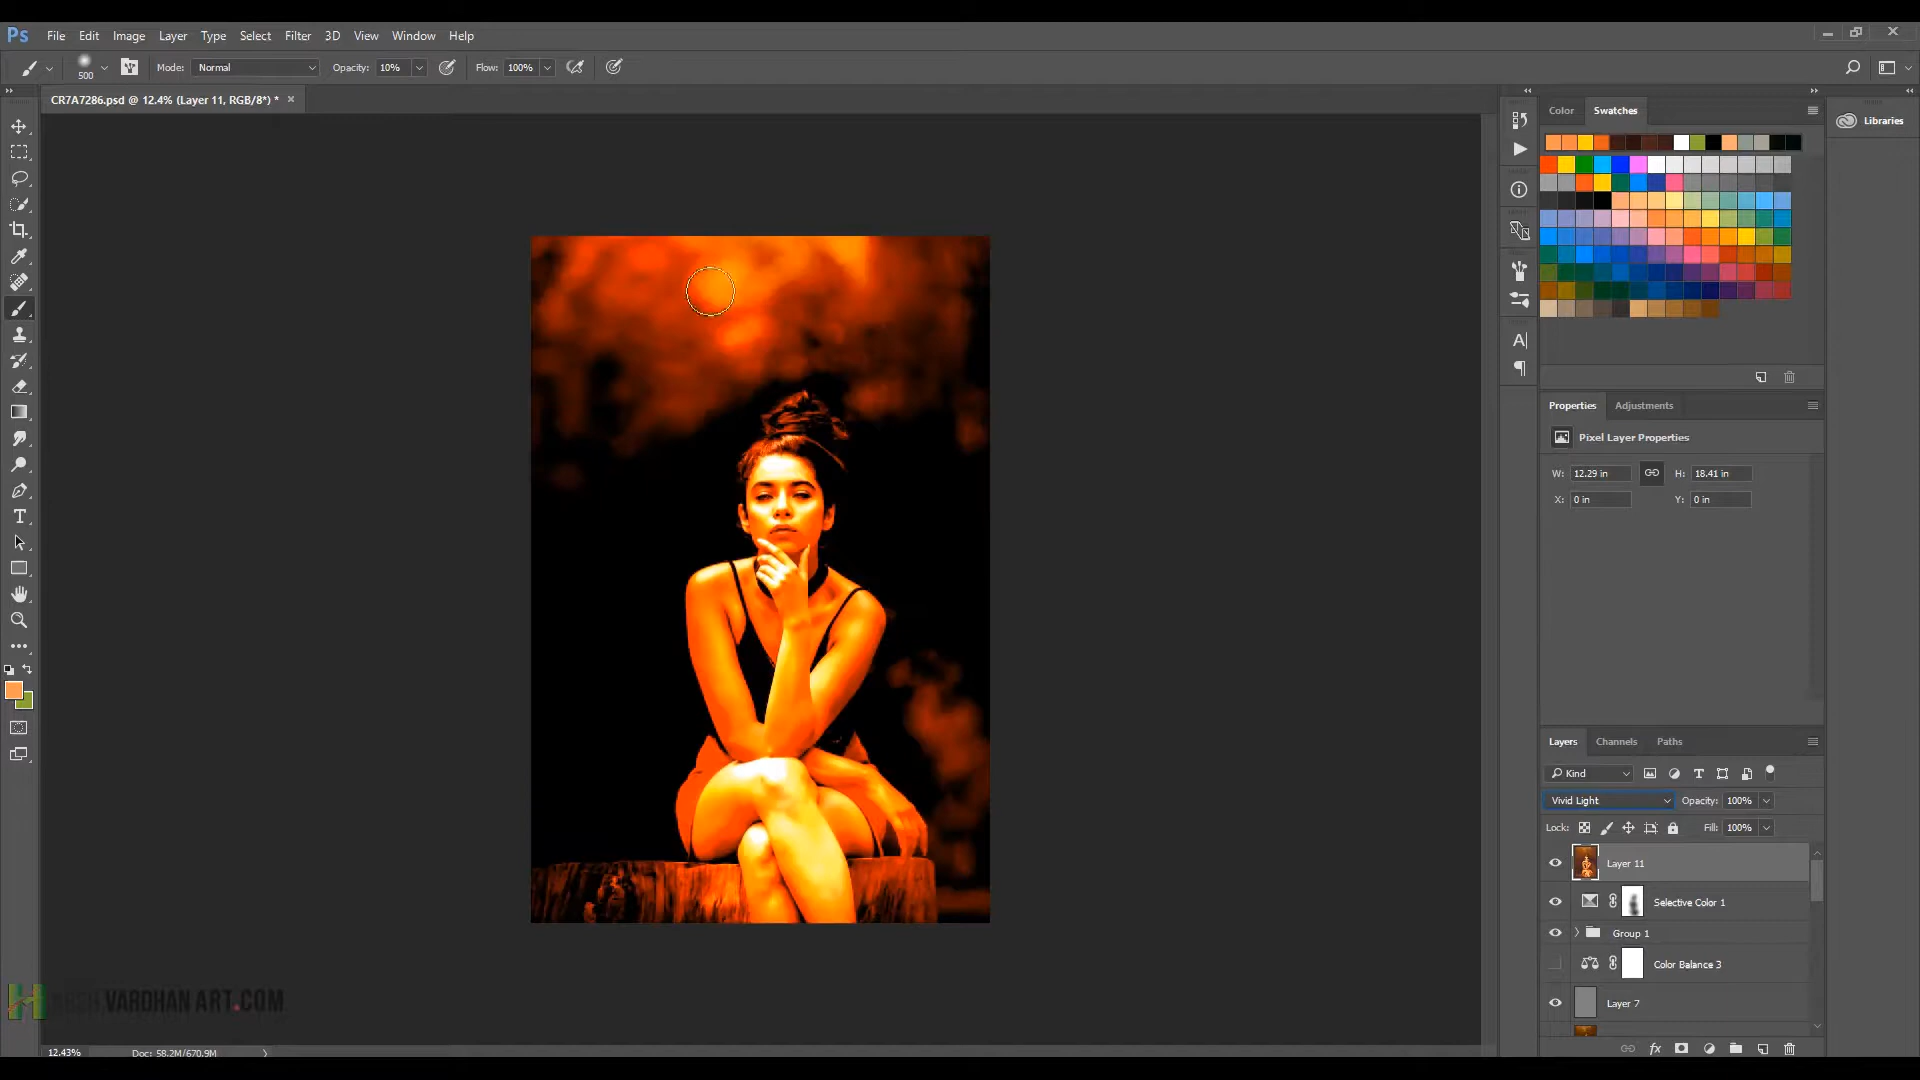 Ps File Edit Image Layer Type Select Filter 3D View Window Help
500 Mode: Normal Opacity: 10% Flow: 100%
CR7A7286.psd @ 12.4% (Layer 11, RGB/8*) * ×
Color Swatches
Libraries
Properties Adjustments
Pixel Layer Properties
W: 12.29 in H: 18.41 in
X: 0 in Y: 0 in
Layers Channels Paths
Kind
Vivid Light Opacity: 100%
Lock: Fill: 100%
Layer 11
Selective Color 1
Group 1
Color Balance 3
Layer 7
VARDHAN ART.COM
12.43% Doc: 58.2M/670.9M